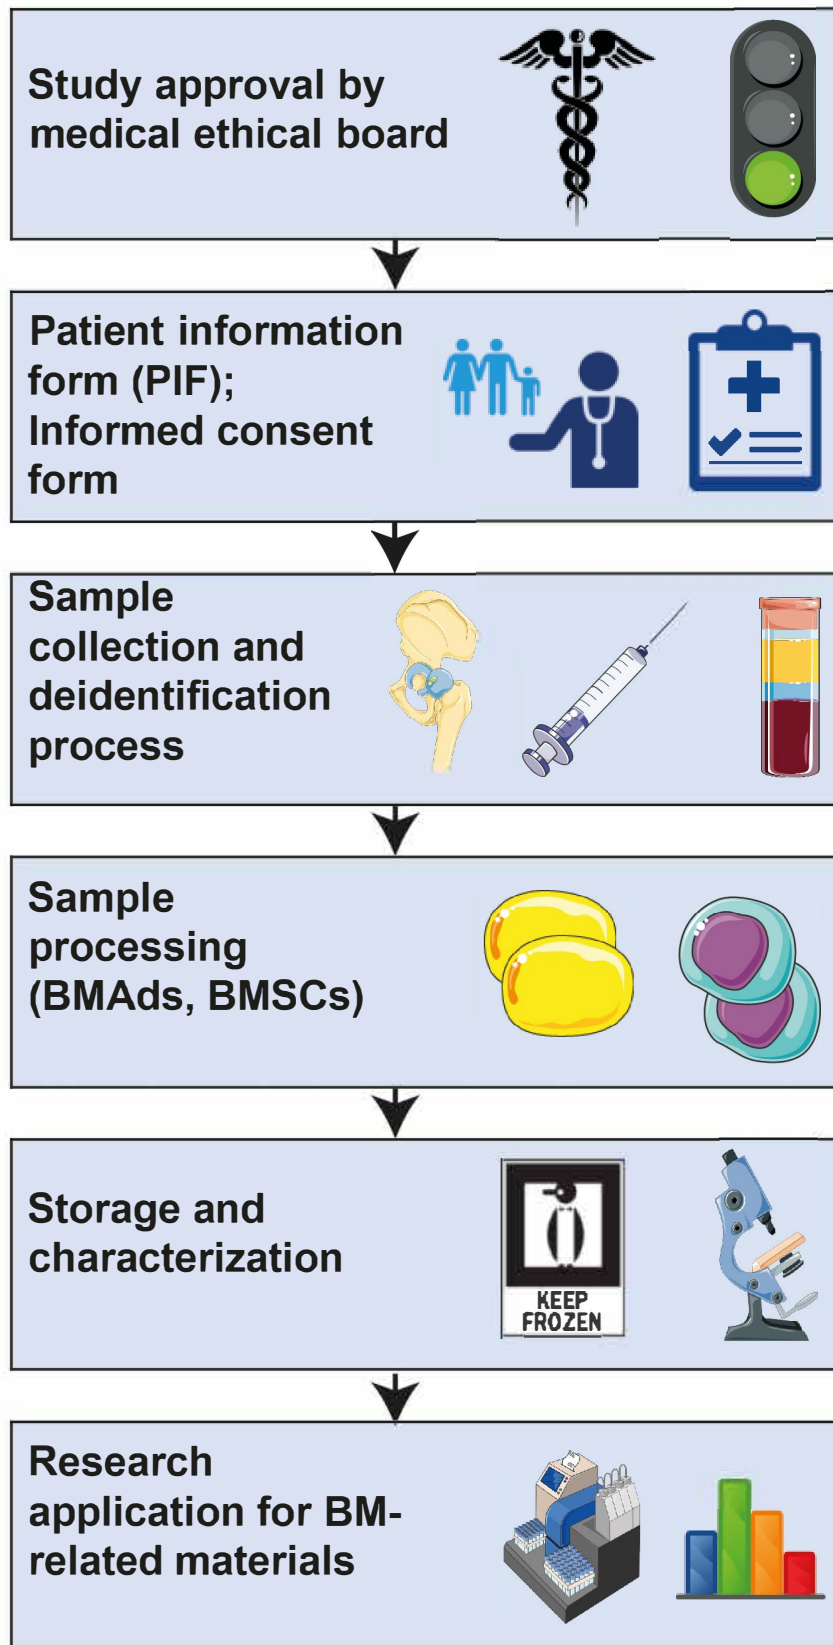 Study approval by
medical ethical board
Patient information
form (PIF);
Informed consent
form
Sample
collection and
deidentification
process
Sample
processing
(BMAds, BMSCs)
Storage and
characterization
KEEP
FROZEN
Research
application for BM-
related materials